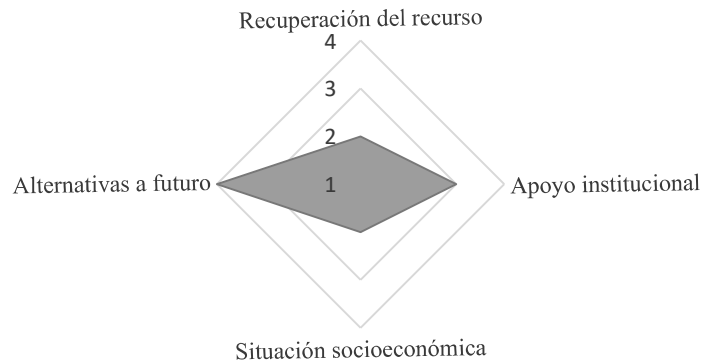 Recuperación del recurso
4
3
2
Alternativas a futuro
1
Apoyo institucional
Situación socioeconómica